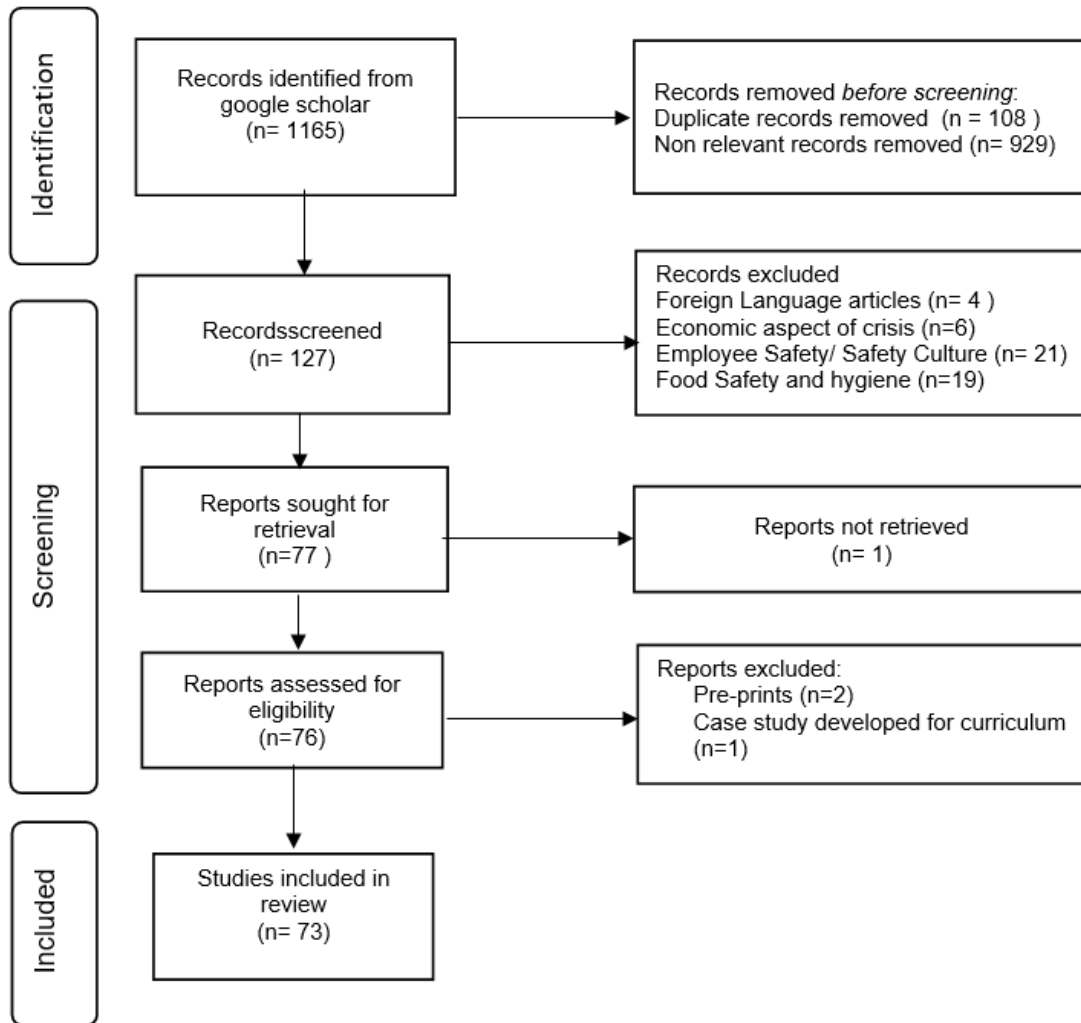 Identification
Records identified from
google scholar
(n= 1165)
Records removed before screening:
Duplicate records removed  (n = 108 )
Non relevant records removed (n= 929)
Screening
Recordsscreened
(n= 127)
Records excluded
Foreign Language articles (n= 4 )
Economic aspect of crisis (n=6)
Employee Safety/ Safety Culture (n= 21)
Food Safety and hygiene (n=19)
Reports sought for
retrieval
(n=77 )
Reports not retrieved
(n= 1)
Reports assessed for
eligibility
(n=76)
Reports excluded:
Pre-prints (n=2)
Case study developed for curriculum
(n=1)
Included
Studies included in
review
(n= 73)